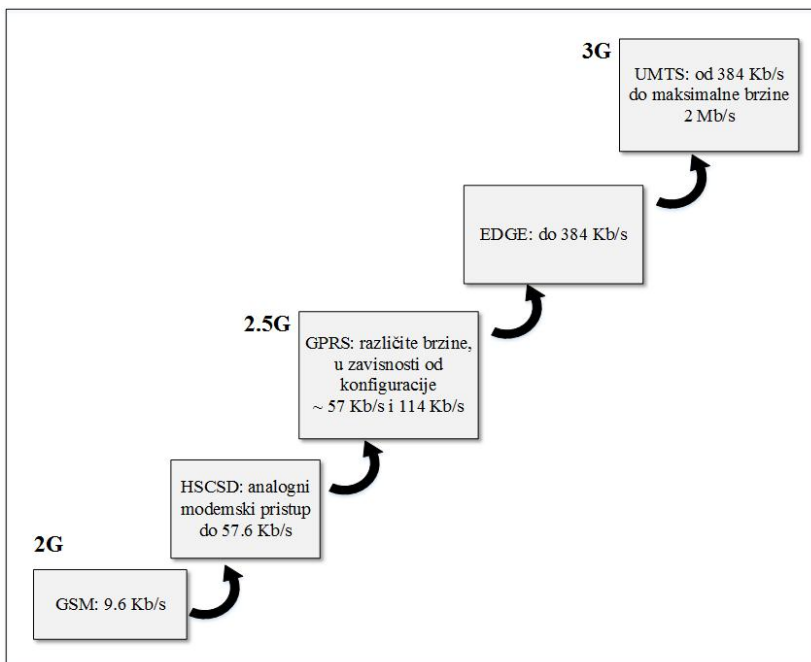 3G
UMTS: od 384 Kb/s
do maksimalne brzine
2 Mb/s
EDGE: do 384 Kb/s
2.5G
GPRS: različite brzine,
u zavisnosti od
konfiguracije
~ 57 Kb/s i 114 Kb/s
HSCSD: analogni
modemski pristup
do 57.6 Kb/s
2G
GSM: 9.6 Kb/s